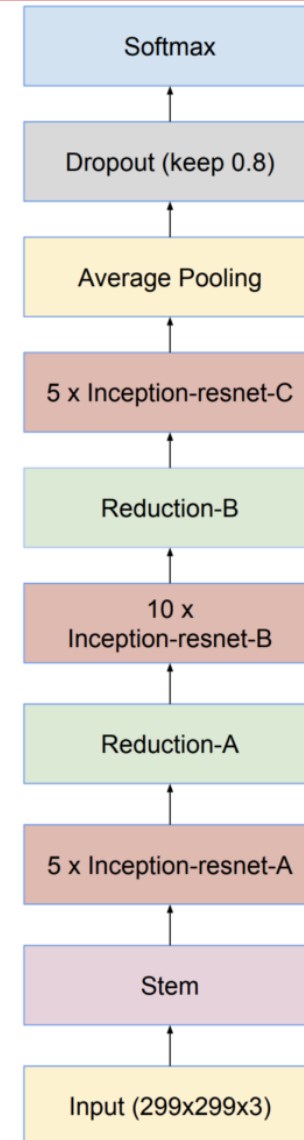 Softmax
Dropout (keep 0.8)
Average Pooling
5 x Inception-resnet-C
Reduction-B
10 x
Inception-resnet-B
Reduction-A
5 x Inception-resnet-A
Stem
Input (299x299x3)